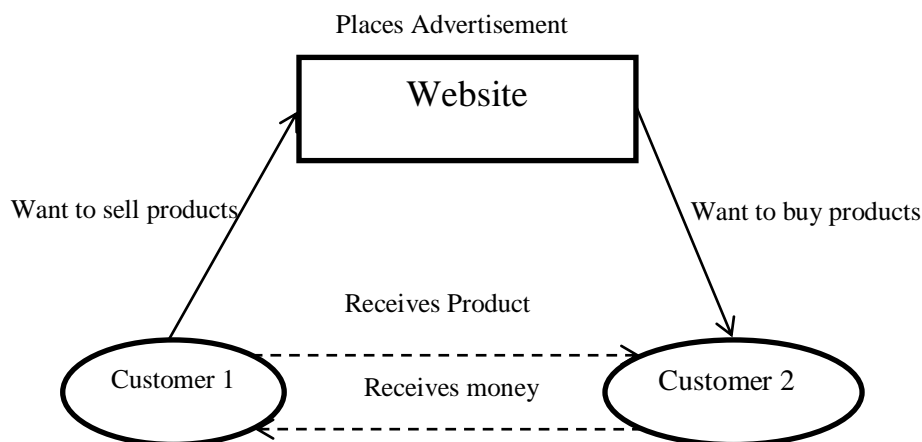 Places Advertisement
Website
Want to sell products
Want to buy products
Receives Product
Customer 1
Receives money
Customer 2